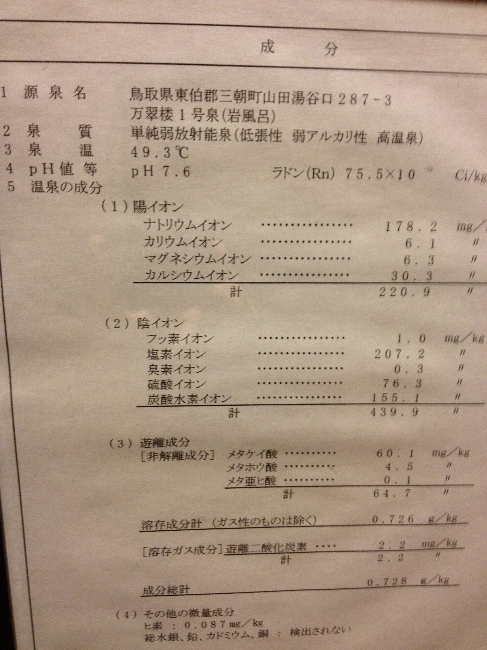 成分
1 源泉名 鳥取県東伯郡三朝町山田湯谷口287-3
万翠楼1号泉(岩風呂)
2 泉質 単純弱放射能泉(低張性 弱アルカリ性 高温泉)
3 泉温 49.3℃
4 pH値等 pH7.6 ラドン(Rn) 75.5×10 Ci/kg
5 温泉の成分
(1)陽イオン
ナトリウムイオン ‥‥‥‥‥‥‥ 178.2 mg/
カリウムイオン ‥‥‥‥‥‥‥ 6.1 〃
マグネシウムイオン ‥‥‥‥‥‥‥ 6.3 〃
カルシウムイオン ‥‥‥‥‥‥‥ 30.3 〃
計 220.9 〃
(2)陰イオン
フッ素イオン ‥‥‥‥‥‥‥ 1.0 mg/kg
塩素イオン ‥‥‥‥‥‥‥ 207.2 〃
臭素イオン ‥‥‥‥‥‥‥ 0.3 〃
硫酸イオン ‥‥‥‥‥‥‥ 76.3 〃
炭酸水素イオン ‥‥‥‥‥‥‥ 155.1 〃
計 439.9 〃
(3)遊離成分
[非解離成分] メタケイ酸 ‥‥‥‥‥ 60.1 mg/kg
メタホウ酸 ‥‥‥‥‥ 4.5 〃
メタ亜ヒ酸 ‥‥‥‥‥ 0.1 〃
計 64.7 〃
溶存成分計 (ガス性のものは除く) 0.726 g/kg
[溶存ガス成分] 遊離二酸化炭素 ‥‥ 2.2 mg/kg
計 2.2 〃
成分総計 0.728 g/kg
(4) その他の微量成分
ヒ素 : 0.087mg/kg
総水銀、鉛、カドミウム、銅 : 検出されない